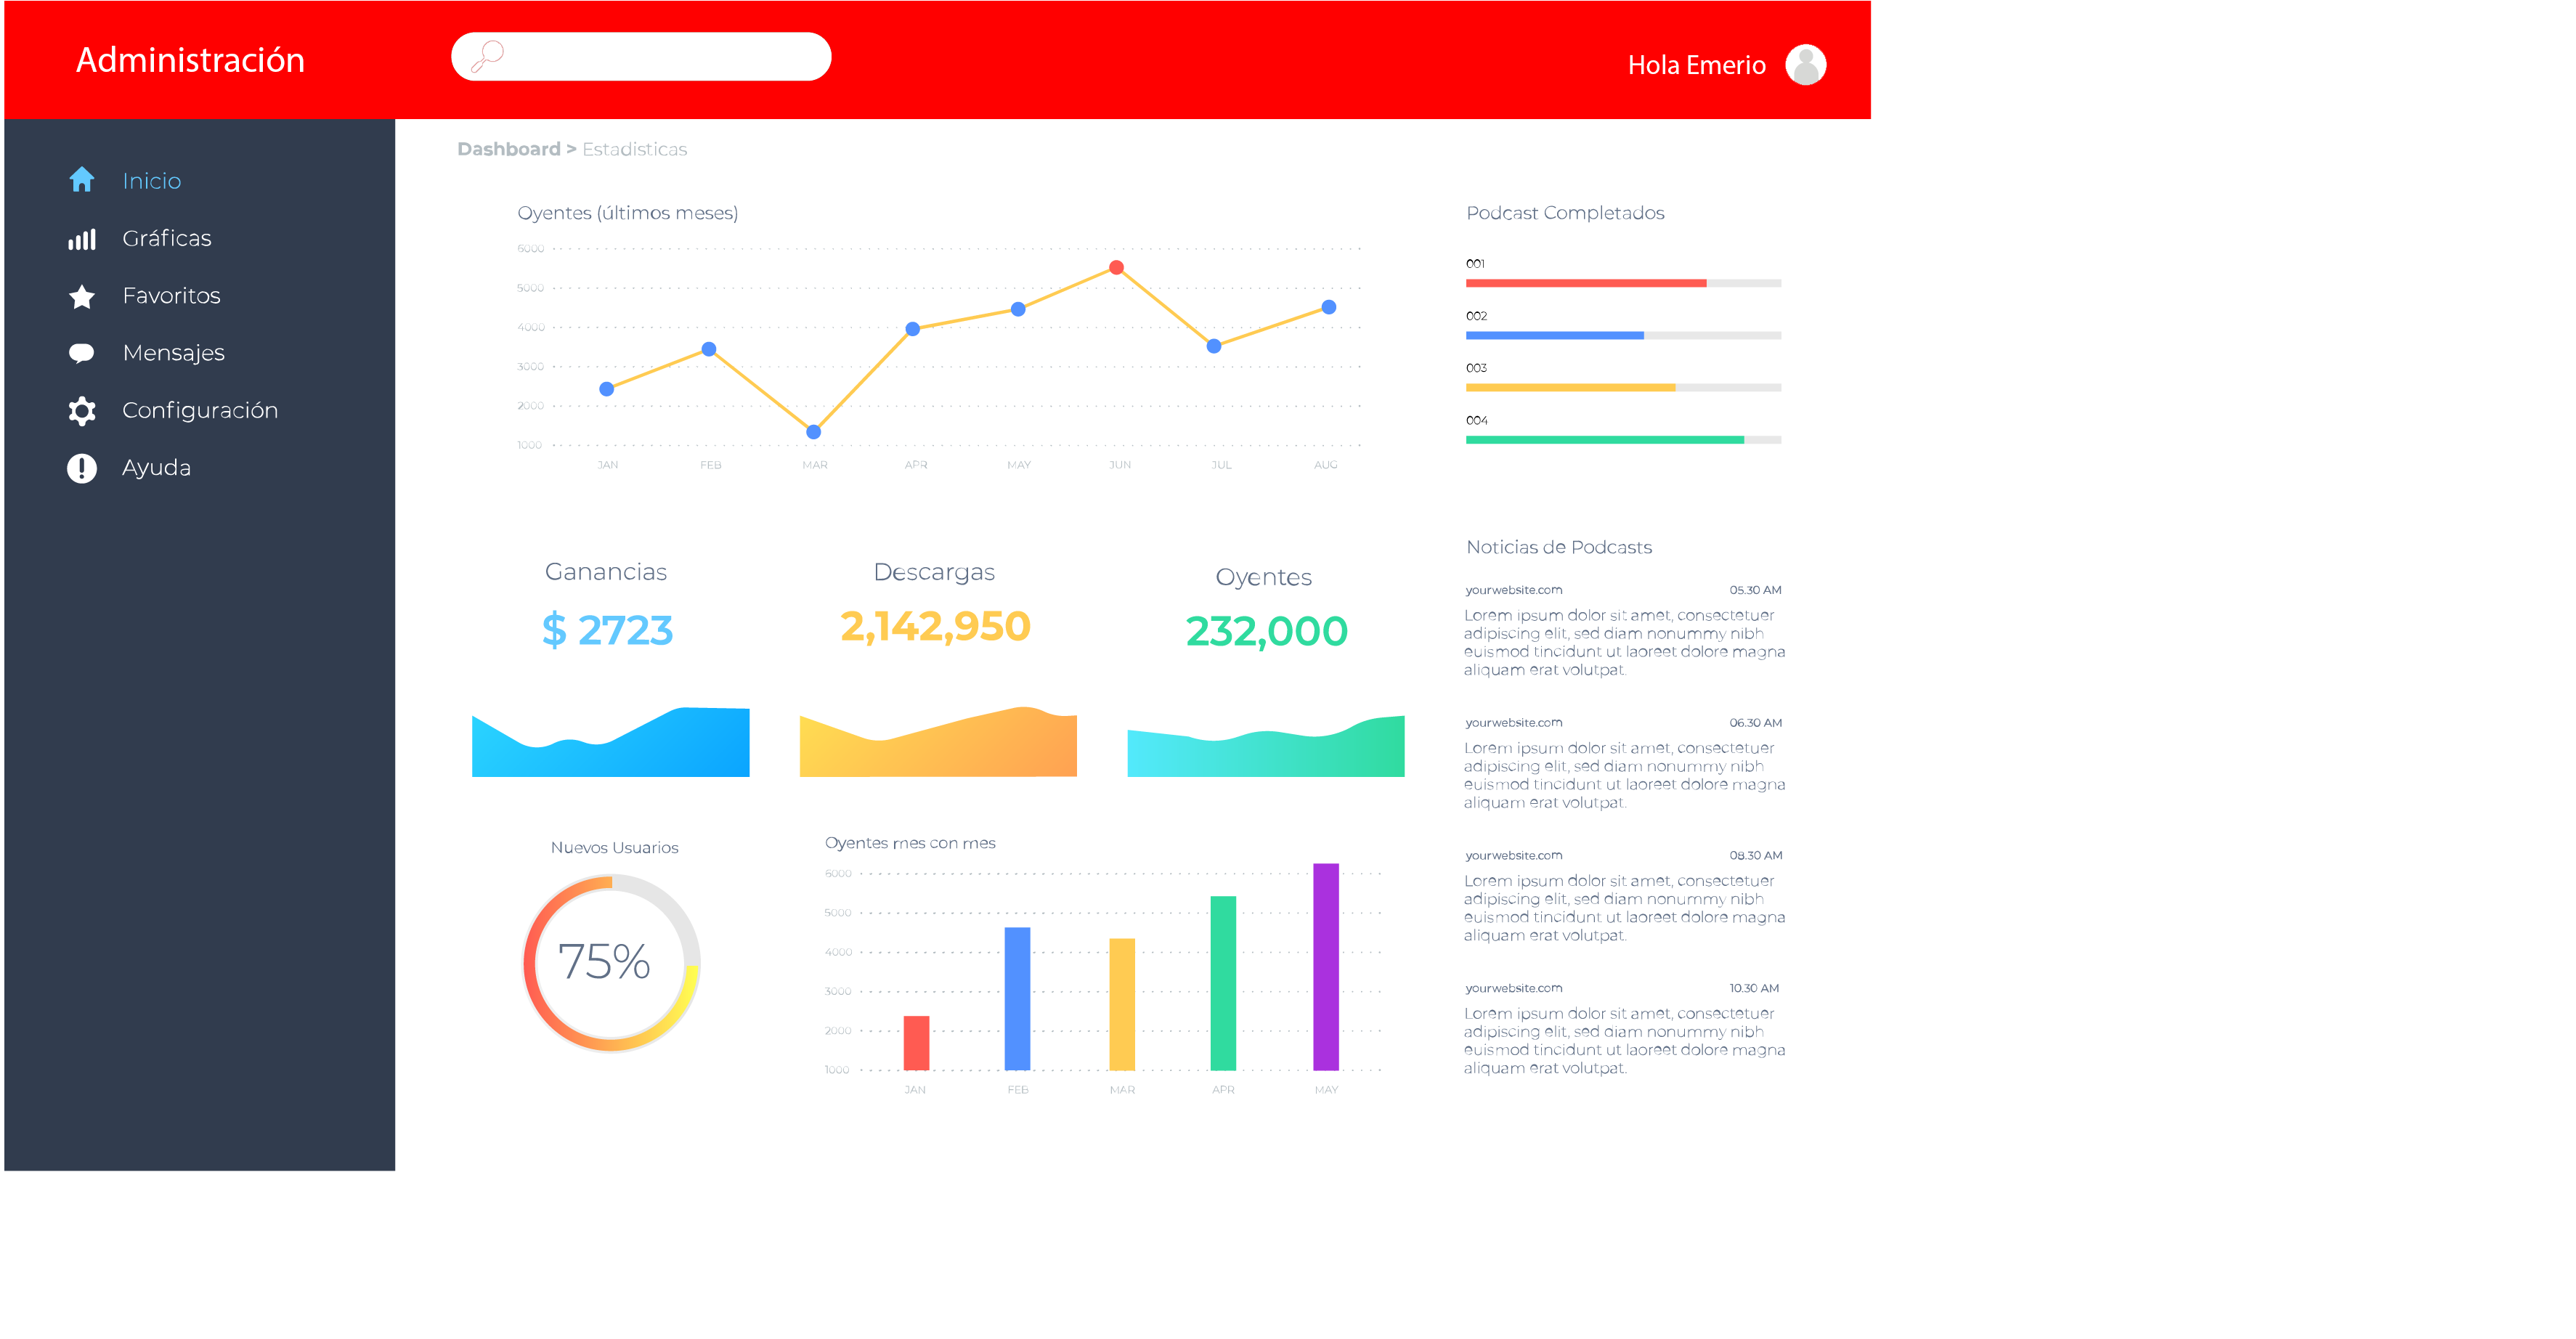 Administración
Hola Emerio
Inicio
Gráficas
Favoritos
Mensajes
Configuración
Ayuda
Dashboard > Estadisticas
Oyentes (últimos meses)
6000
5000
4000
3000
2000
1000
JAN FEB MAR APR MAY JUN JUL AUG
Podcast Completados
001
002
003
004
Ganancias
$ 2723
Descargas
2,142,950
Oyentes
232,000
Nuevos Usuarios
75%
Oyentes mes con mes
6000
5000
4000
3000
2000
1000
JAN FEB MAR APR MAY
Noticias de Podcasts
yourwebsite.com 05.30 AM
Lorem ipsum dolor sit amet, consectetuer
adipiscing elit, sed diam nonummy nibh
euismod tincidunt ut laoreet dolore magna
aliquam erat volutpat.
yourwebsite.com 06.30 AM
Lorem ipsum dolor sit amet, consectetuer
adipiscing elit, sed diam nonummy nibh
euismod tincidunt ut laoreet dolore magna
aliquam erat volutpat.
yourwebsite.com 08.30 AM
Lorem ipsum dolor sit amet, consectetuer
adipiscing elit, sed diam nonummy nibh
euismod tincidunt ut laoreet dolore magna
aliquam erat volutpat.
yourwebsite.com 10.30 AM
Lorem ipsum dolor sit amet, consectetuer
adipiscing elit, sed diam nonummy nibh
euismod tincidunt ut laoreet dolore magna
aliquam erat volutpat.